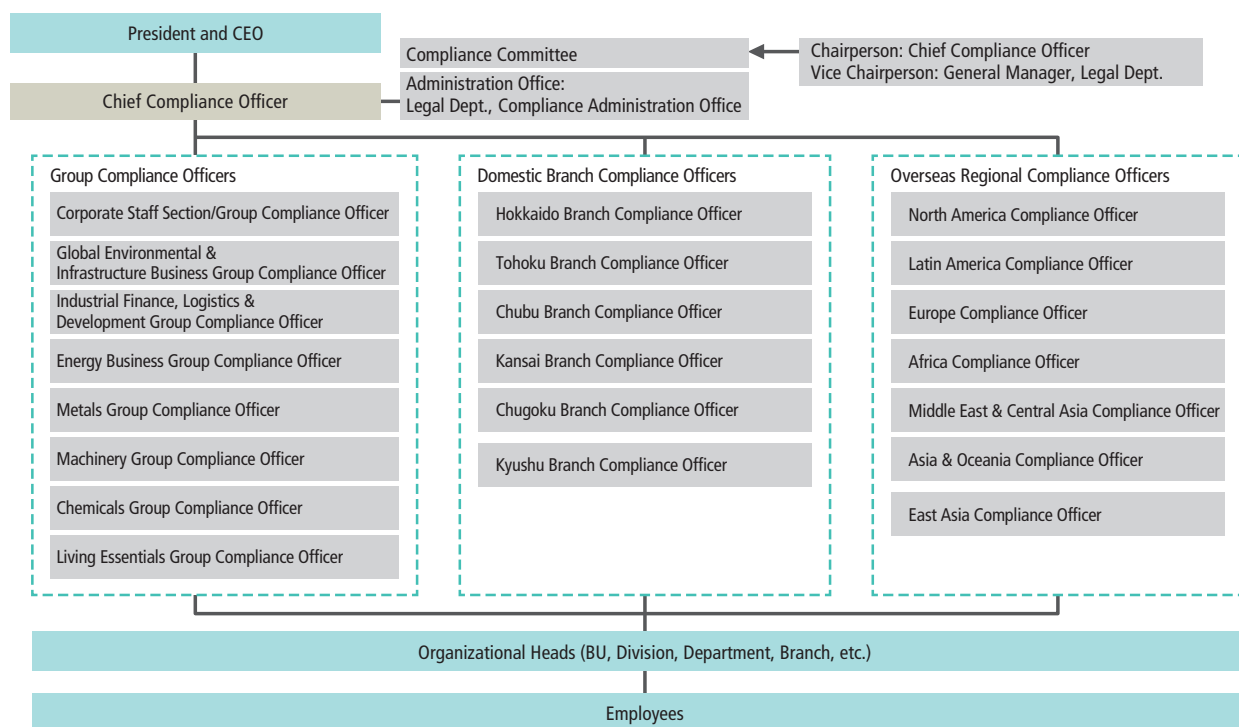 President and CEO
Compliance Committee
Chairperson: Chief Compliance Officer
Vice Chairperson: General Manager, Legal Dept.
Chief Compliance Officer
Administration Office:
Legal Dept., Compliance Administration Office
Group Compliance Officers
Corporate Staff Section/Group Compliance Officer
Global Environmental &
Infrastructure Business Group Compliance Officer
Industrial Finance, Logistics &
Development Group Compliance Officer
Energy Business Group Compliance Officer
Metals Group Compliance Officer
Machinery Group Compliance Officer
Chemicals Group Compliance Officer
Living Essentials Group Compliance Officer
Domestic Branch Compliance Officers
Hokkaido Branch Compliance Officer
Tohoku Branch Compliance Officer
Chubu Branch Compliance Officer
Kansai Branch Compliance Officer
Chugoku Branch Compliance Officer
Kyushu Branch Compliance Officer
Overseas Regional Compliance Officers
North America Compliance Officer
Latin America Compliance Officer
Europe Compliance Officer
Africa Compliance Officer
Middle East & Central Asia Compliance Officer
Asia & Oceania Compliance Officer
East Asia Compliance Officer
Organizational Heads (BU, Division, Department, Branch, etc.)
Employees